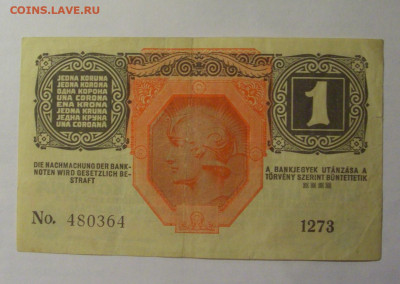 COINS.LAVE.RU
JEDNA KORUNA
JEDNA KORONA
ОДНА КОРОНА
UNA CORONA
ENA KRONA
JEDNA KRUNA
ЈЕДНА КРУНА
UNA COROANĂ
1
DIE NACHMACHUNG DER BANK-
NOTEN WIRD GESETZLICH BE-
STRAFT
A BANKJEGYEK UTÁNZÁSA A
TÖRVÉNY SZERINT BÜNTETTETIK.
No. 480364
1273